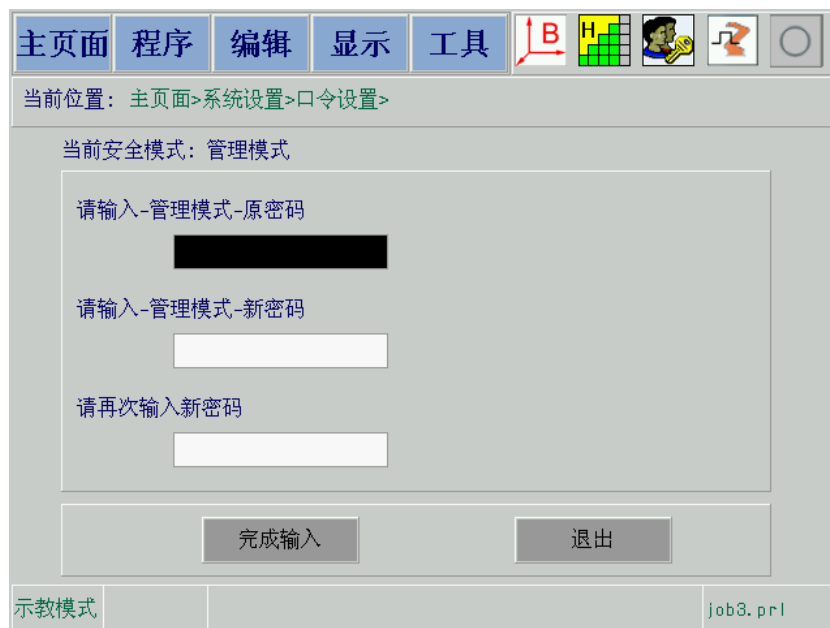 主页面 程序 编辑 显示 工具 B H
当前位置: 主页面>系统设置>口令设置>
当前安全模式: 管理模式
请输入-管理模式-原密码
请输入-管理模式-新密码
请再次输入新密码
完成输入 退出
示教模式 job3.prl